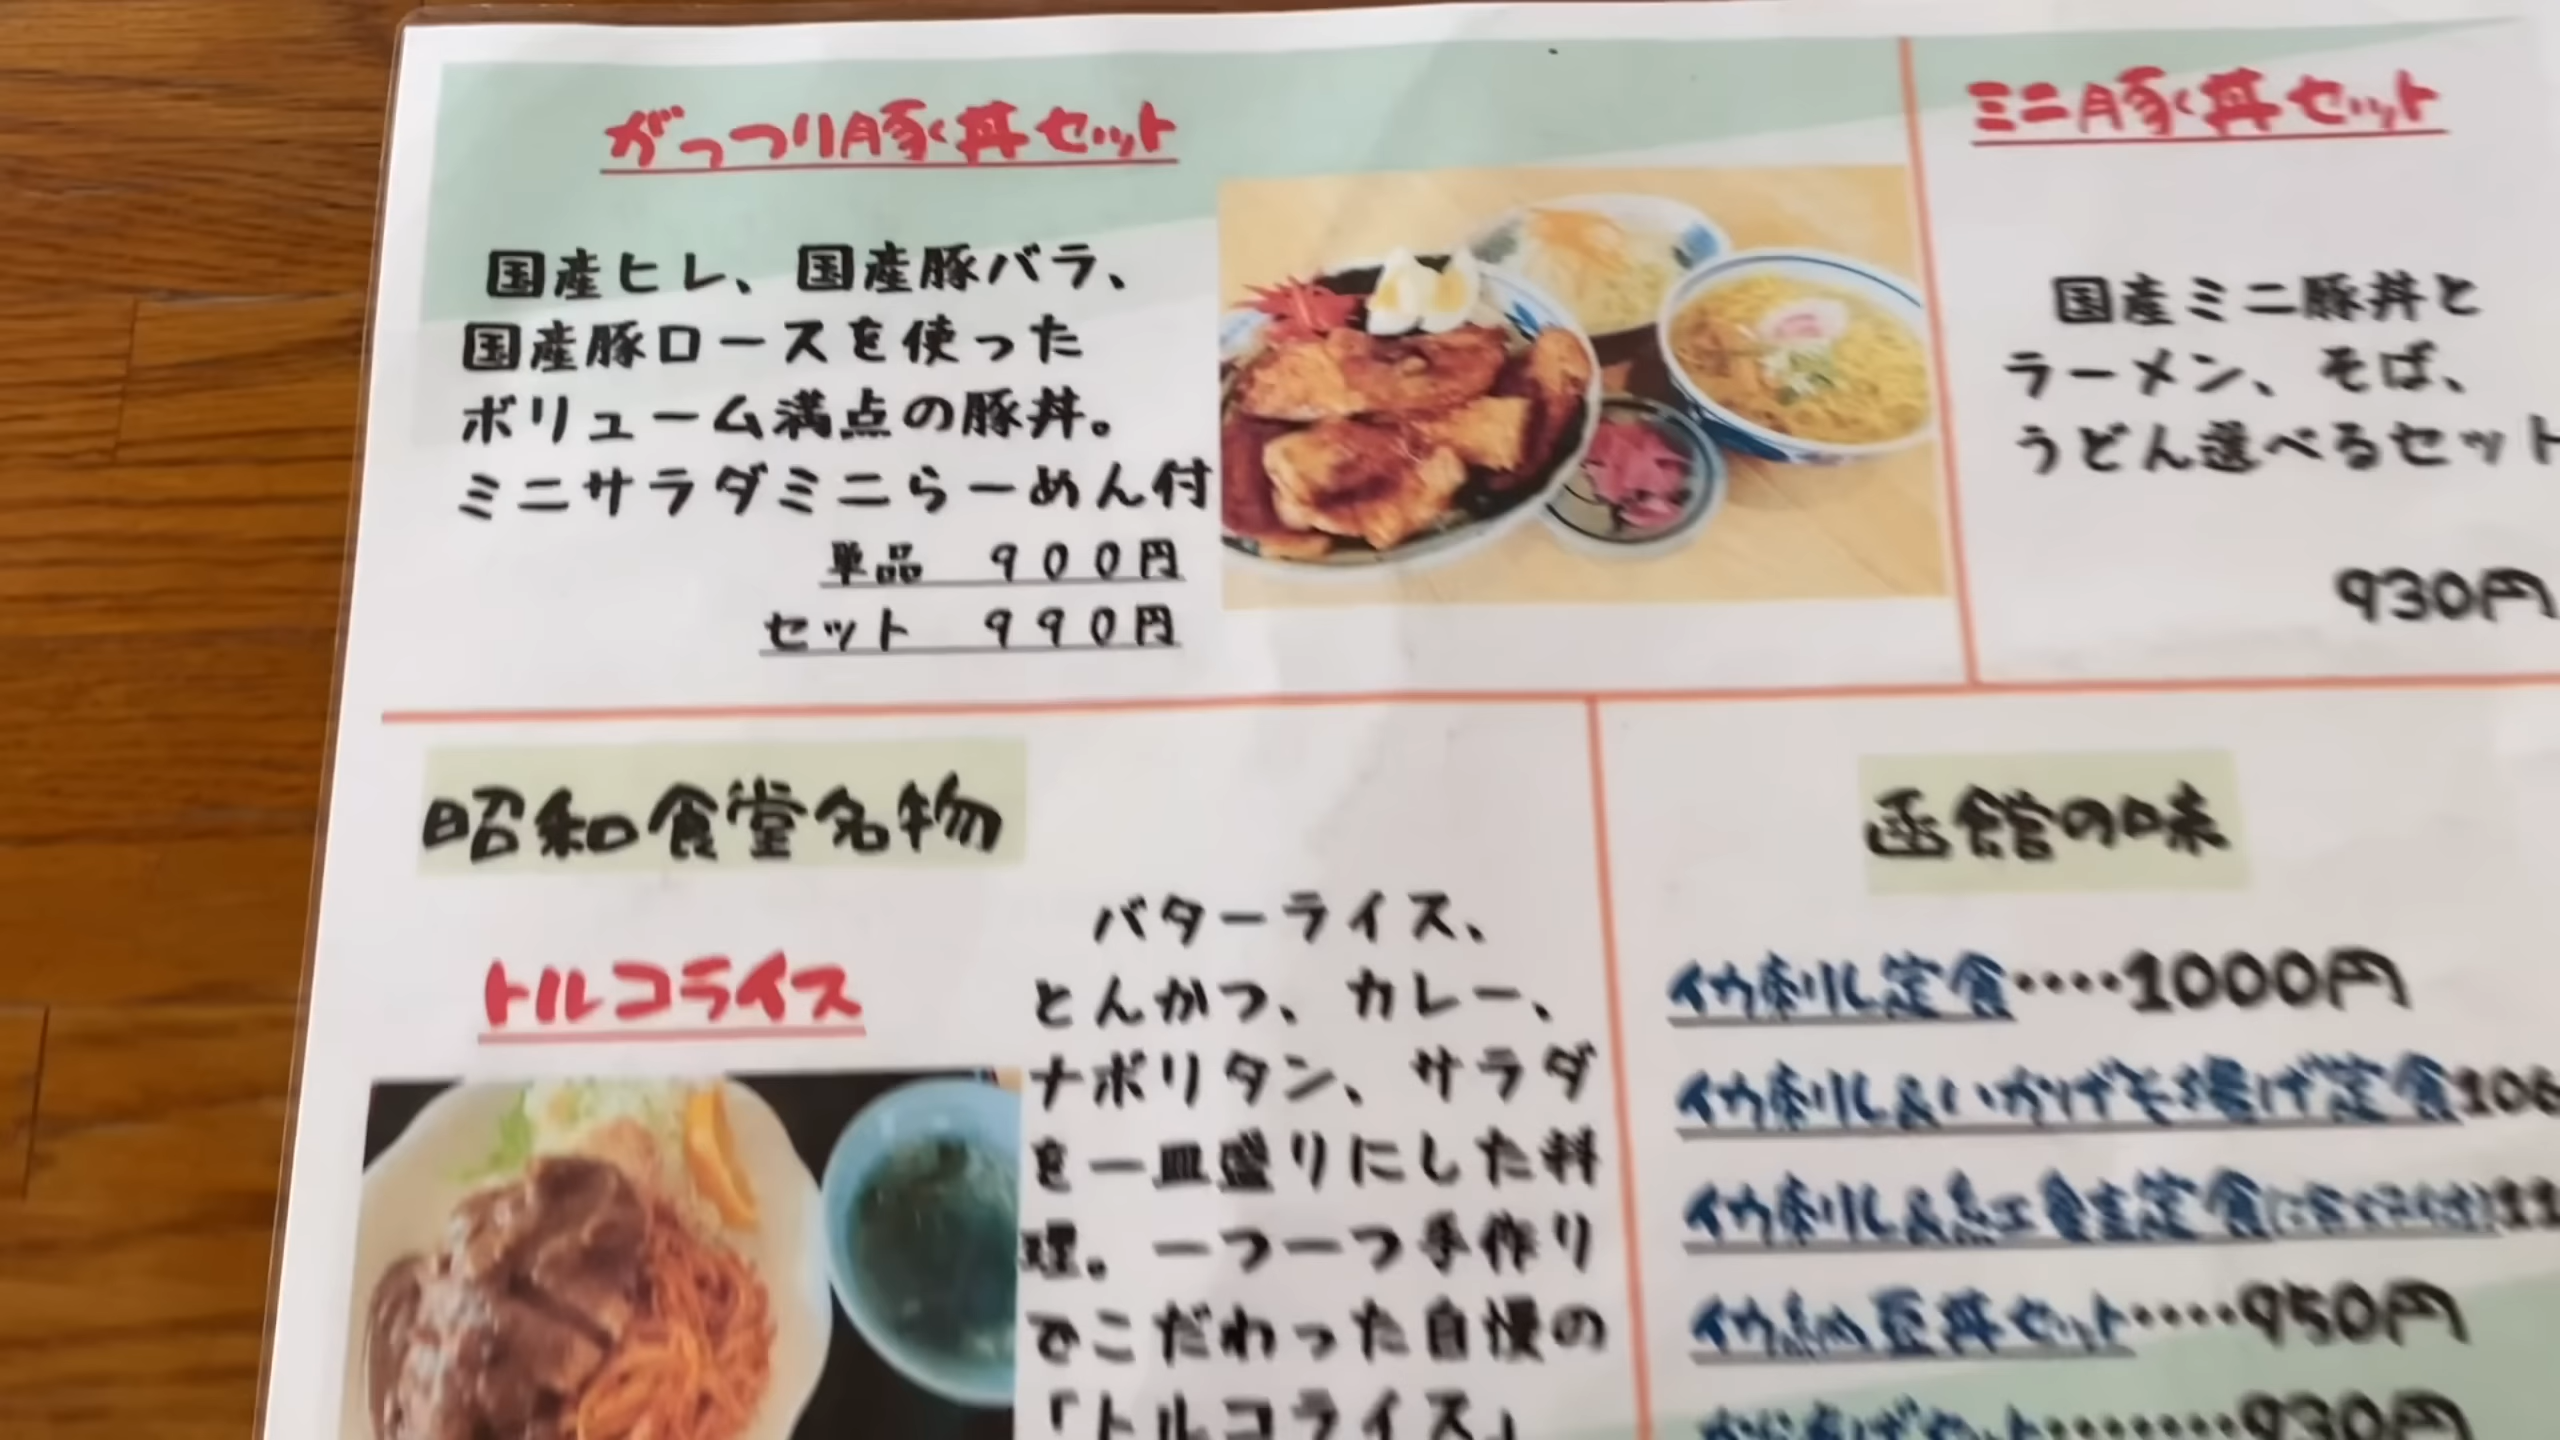 がっつり豚丼セット
国産ヒレ、国産豚バラ、
国産豚ロースを使った
ボリューム満点の豚丼。
ミニサラダミニらーめん付
単品 900円
セット 990円
ミニ豚丼セット
国産ミニ豚丼と
ラーメン、そば、
うどん選べるセット
930円
昭和食堂名物
トルコライス
バターライス、
とんかつ、カレー、
ナポリタン、サラダ
を一皿盛りにした料
理。一つ一つ手作り
でこだわった自慢の
「トルコライス」
函館の味
イカ刺し定食････1000円
イカ刺し&いかげそ揚げ定食
イカ刺し&紅鮭定食
イカ納豆丼セット････950円
930円